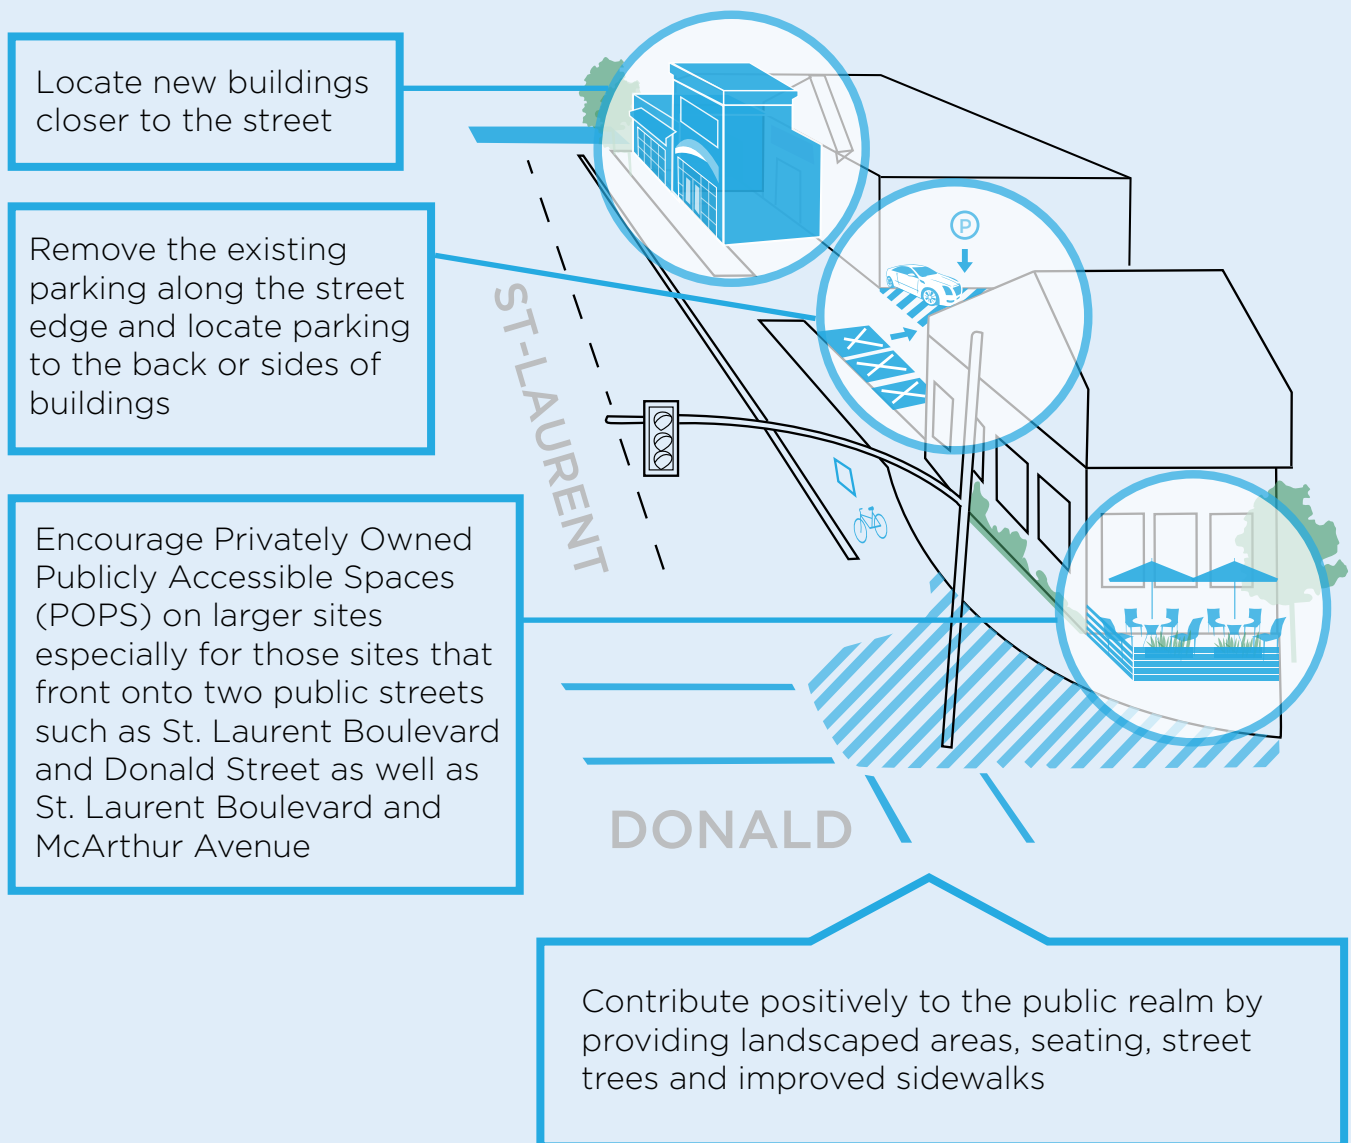 Locate new buildings
closer to the street
Remove the existing
parking along the street
edge and locate parking
to the back or sides of
buildings
Encourage Privately Owned
Publicly Accessible Spaces
(POPS) on larger sites
especially for those sites that
front onto two public streets
such as St. Laurent Boulevard
and Donald Street as well as
St. Laurent Boulevard and
McArthur Avenue
P
ST-LAURENT
DONALD
Contribute positively to the public realm by
providing landscaped areas, seating, street
trees and improved sidewalks